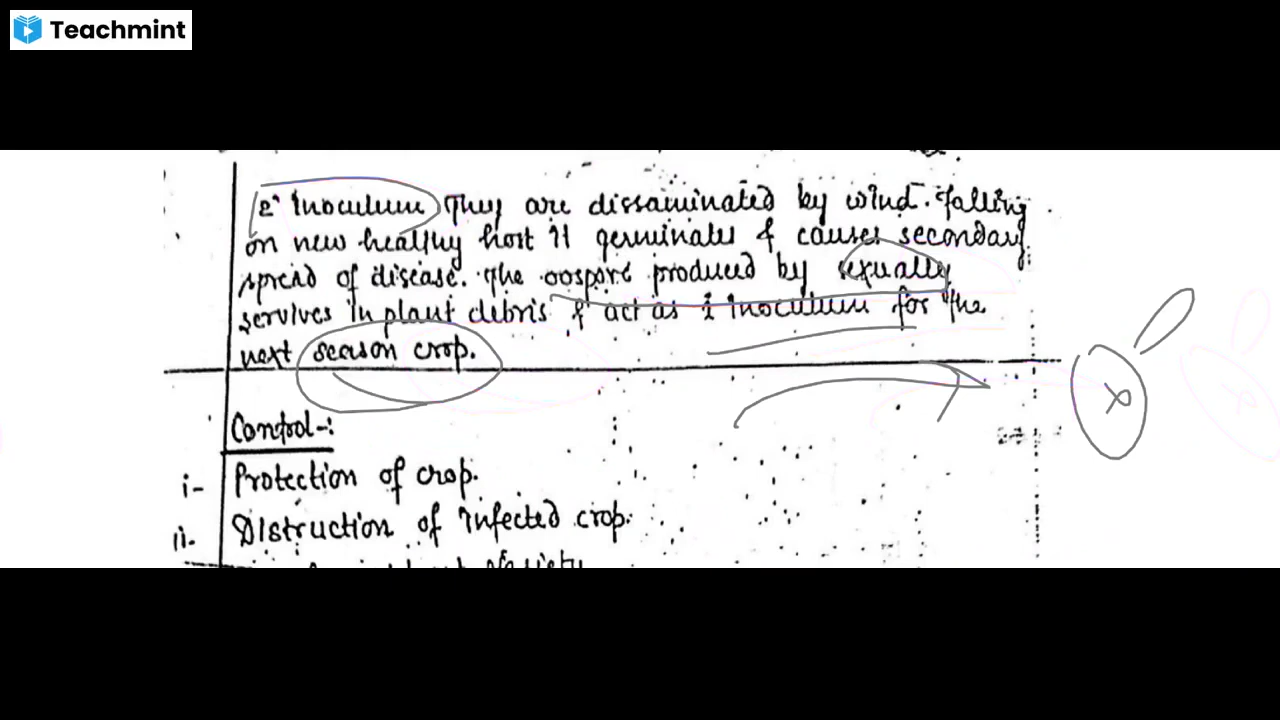 Teachmint
2° Inoculum They are dissaminated by wind. falling
on new healthy host it germinates & causes secondary
spread of disease. The oospore produced by sexually
servives in plant debris & act as 1 Inoculum for the
next season crop.
Control-:
i- Protection of crop.
ii- Distruction of infected crop.